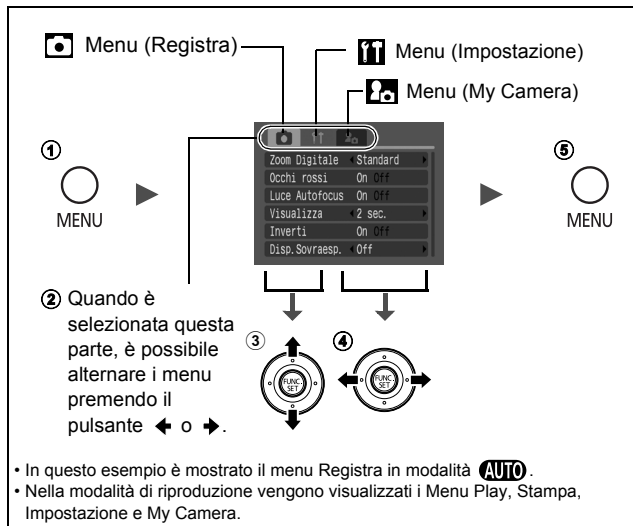 Menu (Registra)
Menu (Impostazione)
Menu (My Camera)
①
MENU
Zoom Digitale Standard
Occhi rossi On Off
Luce Autofocus On Off
Visualizza 2 sec.
Inverti On Off
Disp.Sovraesp. Off
⑤
MENU
② Quando è
selezionata questa
parte, è possibile
alternare i menu
premendo il
pulsante ← o →.
③
FUNC.
SET
④
FUNC.
SET
• In questo esempio è mostrato il menu Registra in modalità AUTO.
• Nella modalità di riproduzione vengono visualizzati i Menu Play, Stampa,
Impostazione e My Camera.